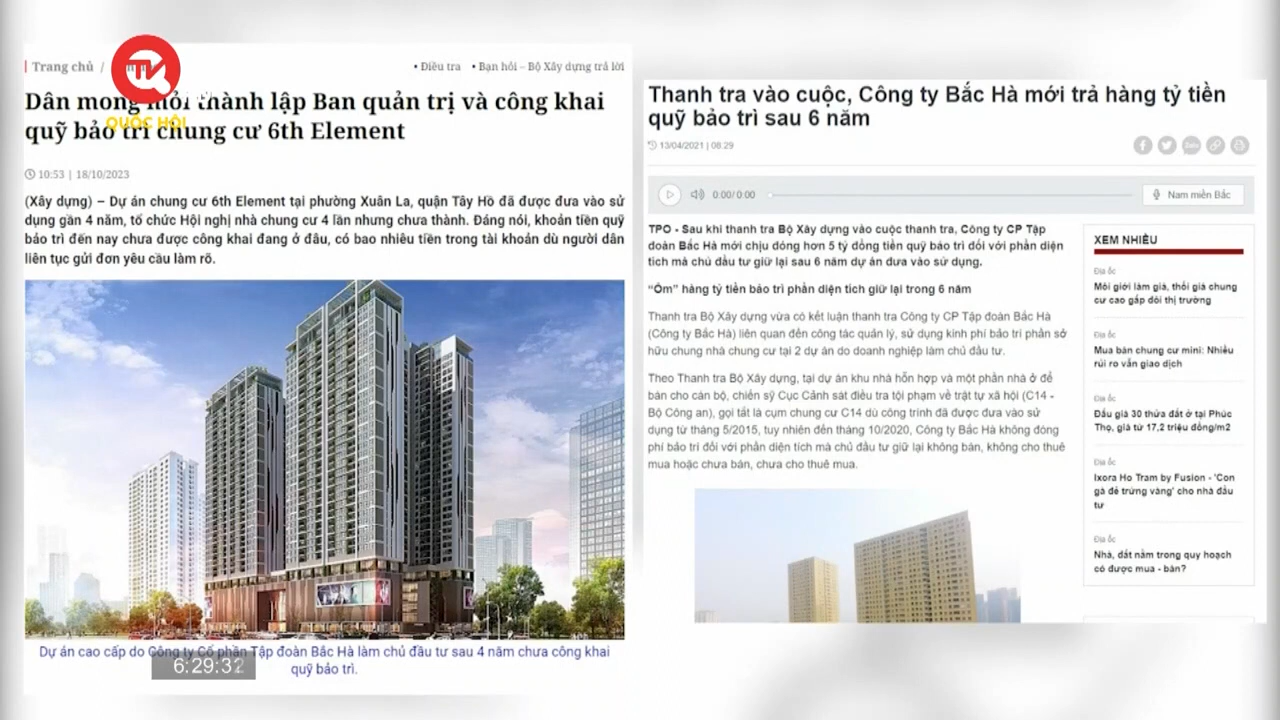 QUỐC HỘI
Trang chủ /
• Điều tra • Bạn hỏi – Bộ Xây dựng trả lời
Dân mong mỏi thành lập Ban quản trị và công khai
quỹ bảo trì chung cư 6th Element
10:53 | 18/10/2023
(Xây dựng) – Dự án chung cư 6th Element tại phường Xuân La, quận Tây Hồ đã được đưa vào sử
dụng gần 4 năm, tổ chức Hội nghị nhà chung cư 4 lần nhưng chưa thành. Đáng nói, khoản tiền quỹ
bảo trì đến nay chưa được công khai đang ở đâu, có bao nhiêu tiền trong tài khoản dù người dân
liên tục gửi đơn yêu cầu làm rõ.
Dự án cao cấp do Công ty Cổ phần Tập đoàn Bắc Hà làm chủ đầu tư sau 4 năm chưa công khai
quỹ bảo trì.
6:29:32
Thanh tra vào cuộc, Công ty Bắc Hà mới trả hàng tỷ tiền
quỹ bảo trì sau 6 năm
13/04/2021 | 08:29
Zalo
0:00/ 0:00
Nam miền Bắc
TPO - Sau khi thanh tra Bộ Xây dựng vào cuộc thanh tra, Công ty CP Tập
đoàn Bắc Hà mới chịu đóng hơn 5 tỷ đồng tiền quỹ bảo trì đối với phần diện
tích mà chủ đầu tư giữ lại sau 6 năm dự án đưa vào sử dụng.
“Ôm” hàng tỷ tiền bảo trì phần diện tích giữ lại trong 6 năm
Thanh tra Bộ Xây dựng vừa có kết luận thanh tra Công ty CP Tập đoàn Bắc Hà
(Công ty Bắc Hà) liên quan đến công tác quản lý, sử dụng kinh phí bảo trì phần sở
hữu chung nhà chung cư tại 2 dự án do doanh nghiệp làm chủ đầu tư.
Theo Thanh tra Bộ Xây dựng, tại dự án khu nhà hỗn hợp và một phần nhà ở để
bán cho cán bộ, chiến sỹ Cục Cảnh sát điều tra tội phạm về trật tự xã hội (C14 -
Bộ Công an), gọi tắt là cụm chung cư C14 dù công trình đã được đưa vào sử
dụng từ tháng 5/2015, tuy nhiên đến tháng 10/2020, Công ty Bắc Hà không đóng
phí bảo trì đối với phần diện tích mà chủ đầu tư giữ lại không bán, không cho thuê
mua hoặc chưa bán, chưa cho thuê mua.
XEM NHIỀU
Địa ốc
Môi giới làm giá, thổi giá chung
cư cao gấp đôi thị trường
Địa ốc
Mua bán chung cư mini: Nhiều
rủi ro vẫn giao dịch
Địa ốc
Đấu giá 30 thửa đất ở tại Phúc
Thọ, giá từ 17,2 triệu đồng/m2
Địa ốc
Ixora Ho Tram by Fusion - 'Con
gà đẻ trứng vàng' cho nhà đầu
tư
Địa ốc
Nhà, đất nằm trong quy hoạch
có được mua - bán?